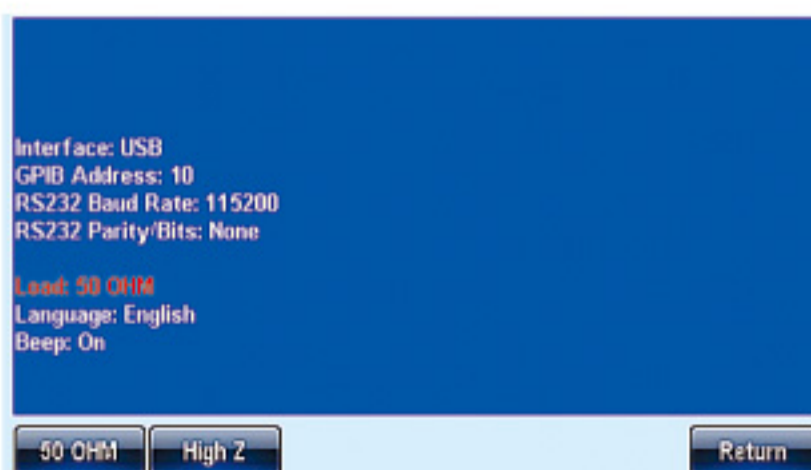 Interface: USB
GPIB Address: 10
RS232 Baud Rate: 115200
RS232 Parity/Bits: None
Load: 50 OHM
Language: English
Beep: On
50 OHM High Z Return